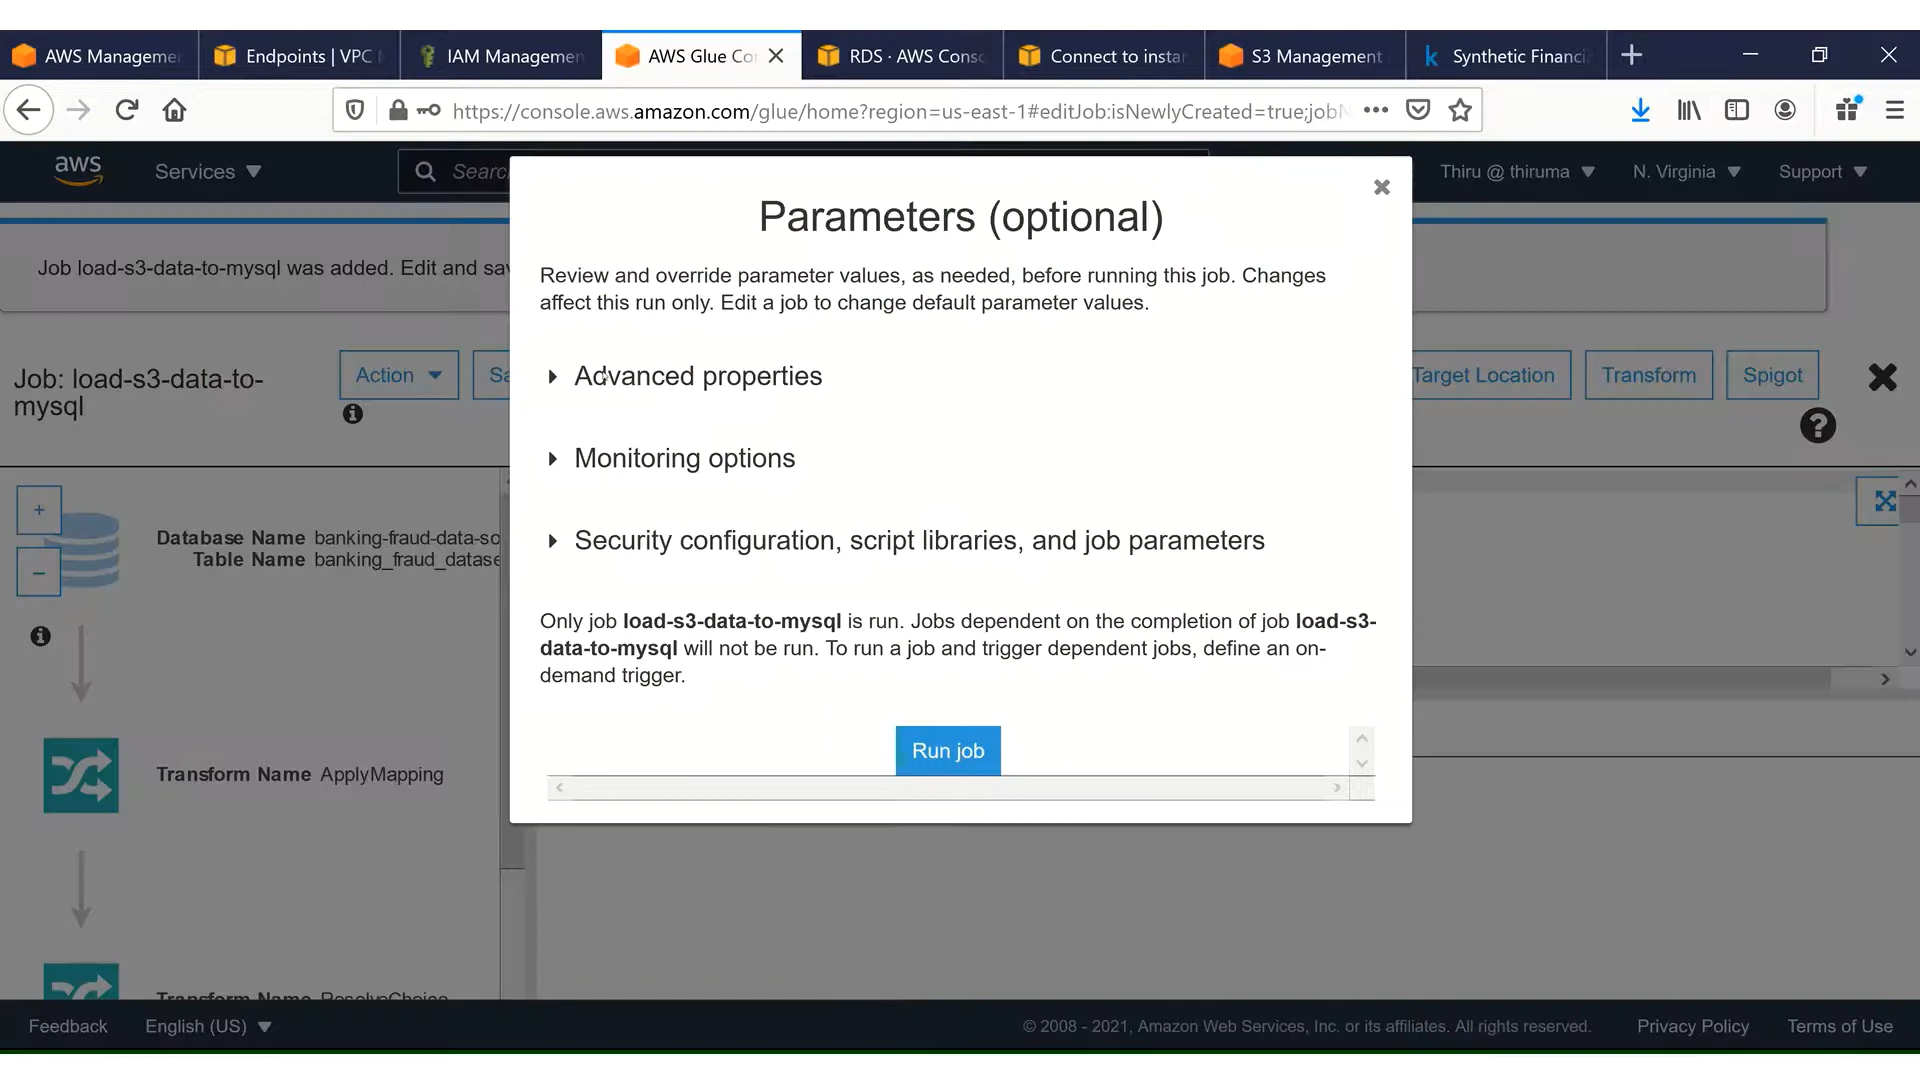 AWS Manageme
Endpoints | VPC
IAM Managemen
AWS Glue Co
RDS · AWS Cons
Connect to insta
S3 Management
Synthetic Financi
https://console.aws.amazon.com/glue/home?region=us-east-1#editJob:isNewlyCreated=true;jobN
aws
Services
Search
Thiru @ thiruma
N. Virginia
Support
Parameters (optional)
Review and override parameter values, as needed, before running this job. Changes
affect this run only. Edit a job to change default parameter values.
Job load-s3-data-to-mysql was added. Edit and sav
Job: load-s3-data-to-
mysql
Action
Sa
Target Location
Transform
Spigot
Advanced properties
Monitoring options
Security configuration, script libraries, and job parameters
Database Name banking-fraud-data-so
Table Name banking_fraud_datase
Only job load-s3-data-to-mysql is run. Jobs dependent on the completion of job load-s3-
data-to-mysql will not be run. To run a job and trigger dependent jobs, define an on-
demand trigger.
Run job
Transform Name ApplyMapping
Transform Name ResolveChoice
Feedback
English (US)
© 2008 - 2021, Amazon Web Services, Inc. or its affiliates. All rights reserved.
Privacy Policy
Terms of Use